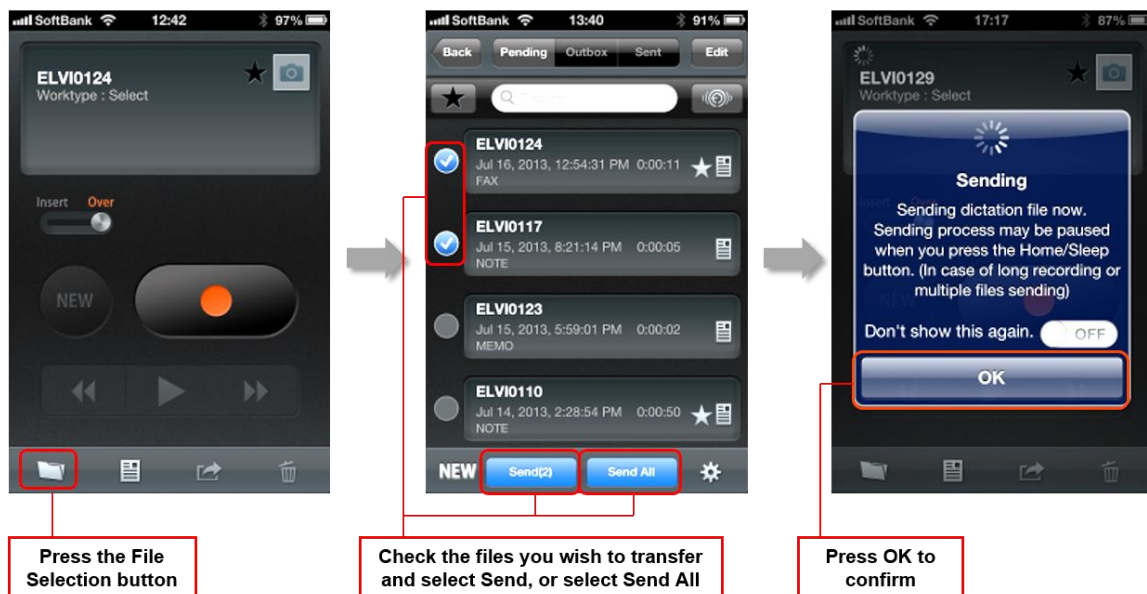 SoftBank 12:42 97%
ELVI0124
Worktype : Select
Insert Over
NEW
Press the File
Selection button
SoftBank 13:40 91%
Back Pending Outbox Sent Edit
ELVI0124
Jul 16, 2013, 12:54:31 PM 0:00:11
FAX
ELVI0117
Jul 15, 2013, 8:21:14 PM 0:00:05
NOTE
ELVI0123
Jul 15, 2013, 5:59:01 PM 0:00:02
MEMO
ELVI0110
Jul 14, 2013, 2:28:54 PM 0:00:50
NOTE
NEW Send(2) Send All
Check the files you wish to transfer
and select Send, or select Send All
SoftBank 17:17 87%
ELVI0129
Worktype : Select
Sending
Sending dictation file now.
Sending process may be paused
when you press the Home/Sleep
button. (In case of long recording or
multiple files sending)
Don't show this again. OFF
OK
Press OK to
confirm